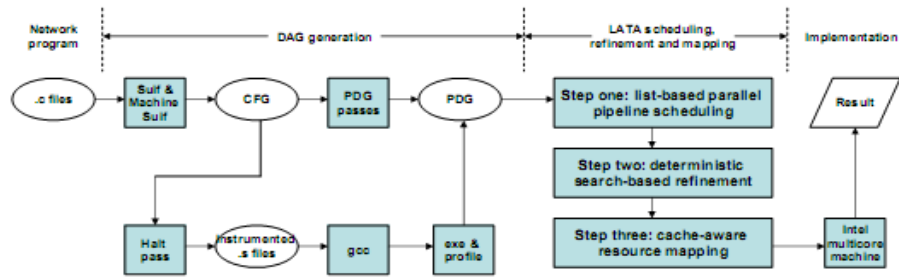 Network
program
DAG generation
LATA scheduling,
refinement and mapping
Implementation
.c files
Suif &
Machine
Suif
CFG
PDG
passes
PDG
Step one: list-based parallel
pipeline scheduling
Result
Step two: deterministic
search-based refinement
Halt
pass
Instrumented
.s files
gcc
exe &
profile
Step three: cache-aware
resource mapping
Intel
multicore
machine